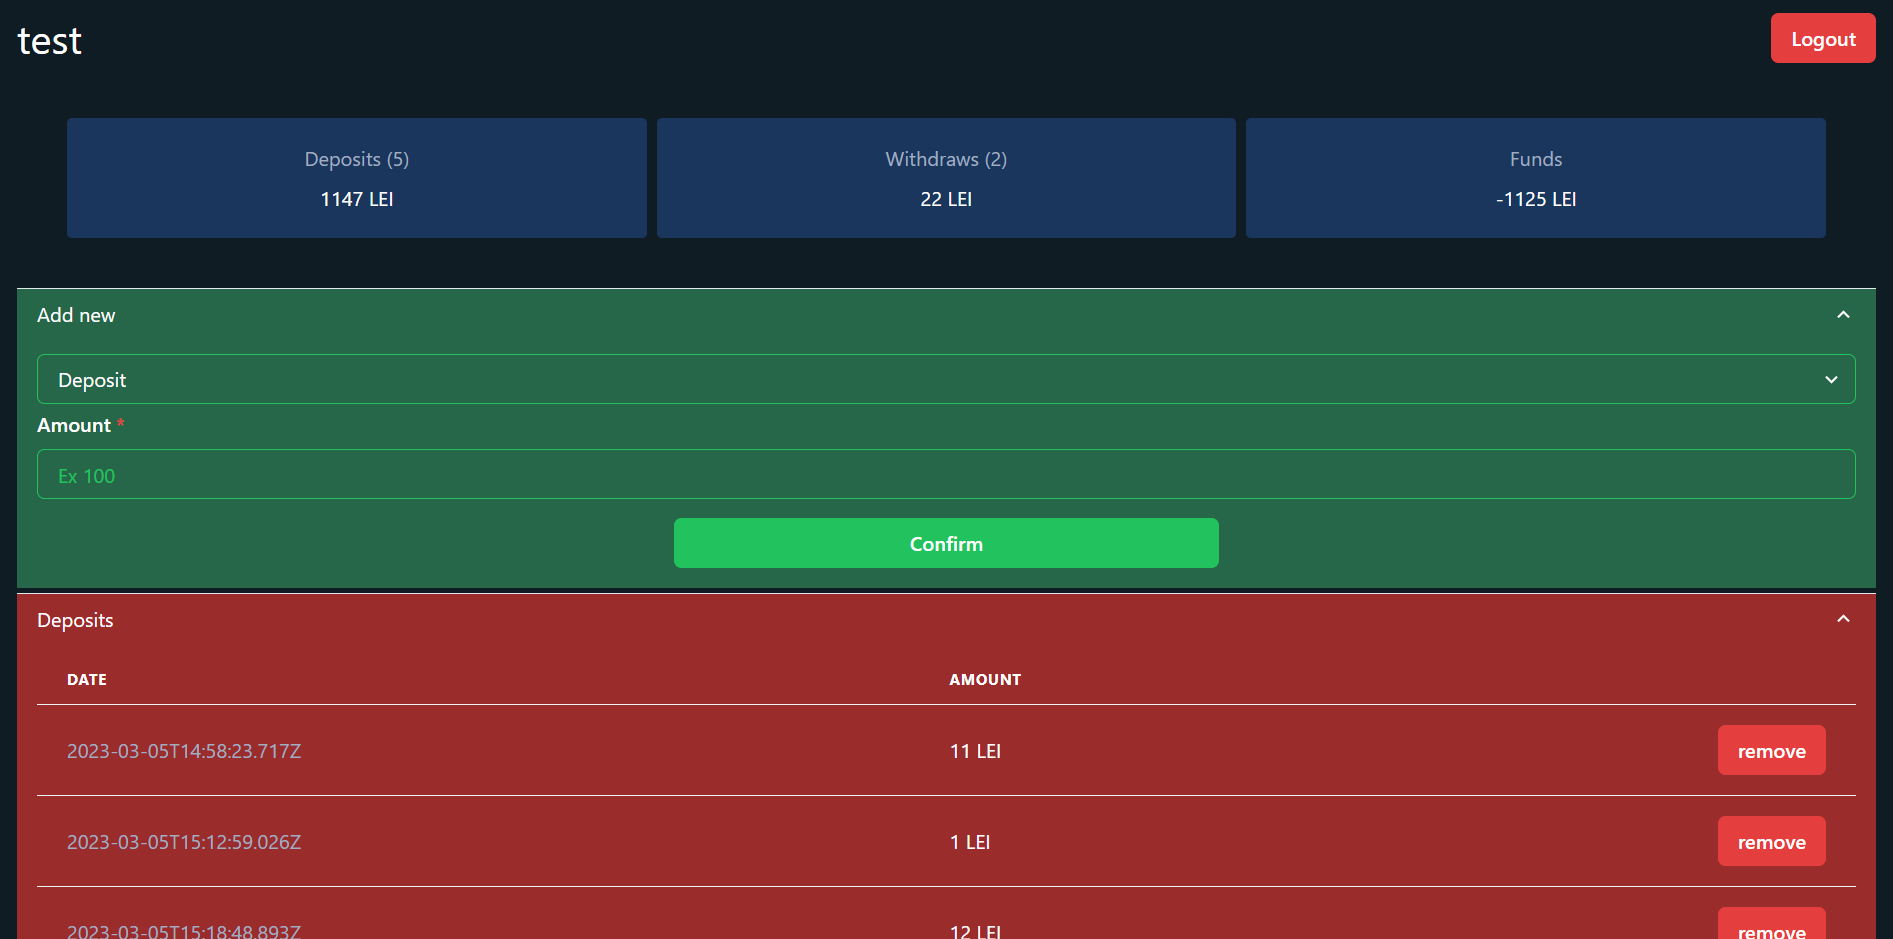 test
Logout
Deposits (5)
1147 LEI
Withdraws (2)
22 LEI
Funds
-1125 LEI
Add new
Deposit
Amount *
Ex 100
Confirm
Deposits
DATE AMOUNT
2023-03-05T14:58:23.717Z 11 LEI remove
2023-03-05T15:12:59.026Z 1 LEI remove
2023-03-05T15:18:48.893Z 12 LEI remove